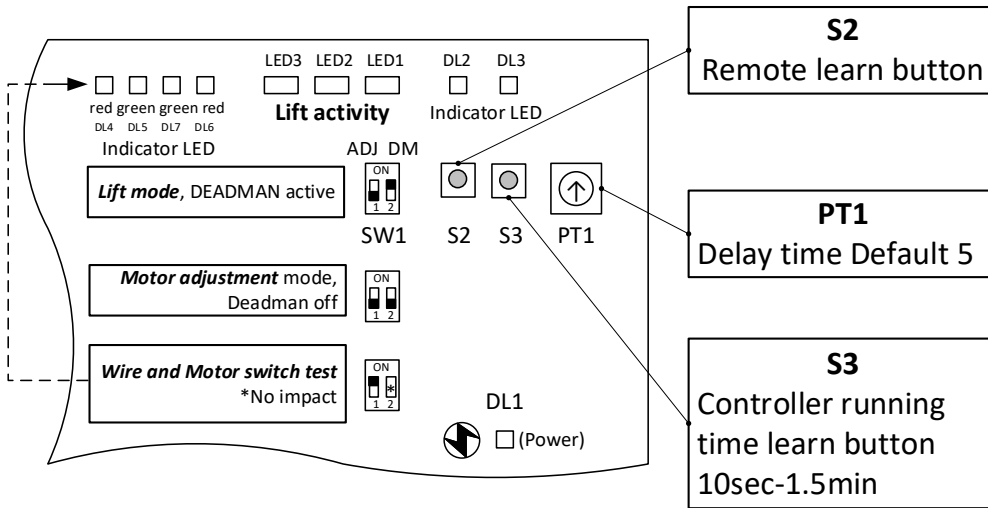 S2
Remote learn button
LED3 LED2 LED1
DL2 DL3
red green green red
Lift activity
Indicator LED
DL4 DL5 DL7 DL6
Indicator LED
ADJ DM
Lift mode, DEADMAN active
ON
1 2
SW1 S2 S3 PT1
PT1
Delay time Default 5
Motor adjustment mode,
Deadman off
ON
1 2
Wire and Motor switch test
*No impact
ON
*
1 2
DL1
(Power)
S3
Controller running
time learn button
10sec-1.5min